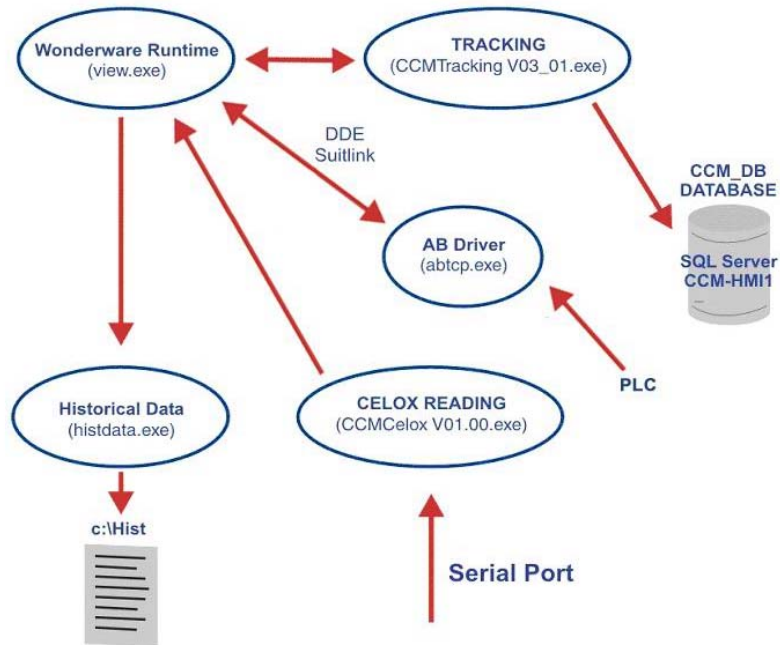 Wonderware Runtime
(view.exe)
TRACKING
(CCMTracking V03_01.exe)
DDE
Suitlink
CCM_DB
DATABASE
SQL Server
CCM-HMI1
AB Driver
(abtcp.exe)
PLC
Historical Data
(histdata.exe)
CELOX READING
(CCMCelox V01.00.exe)
c:\Hist
Serial Port